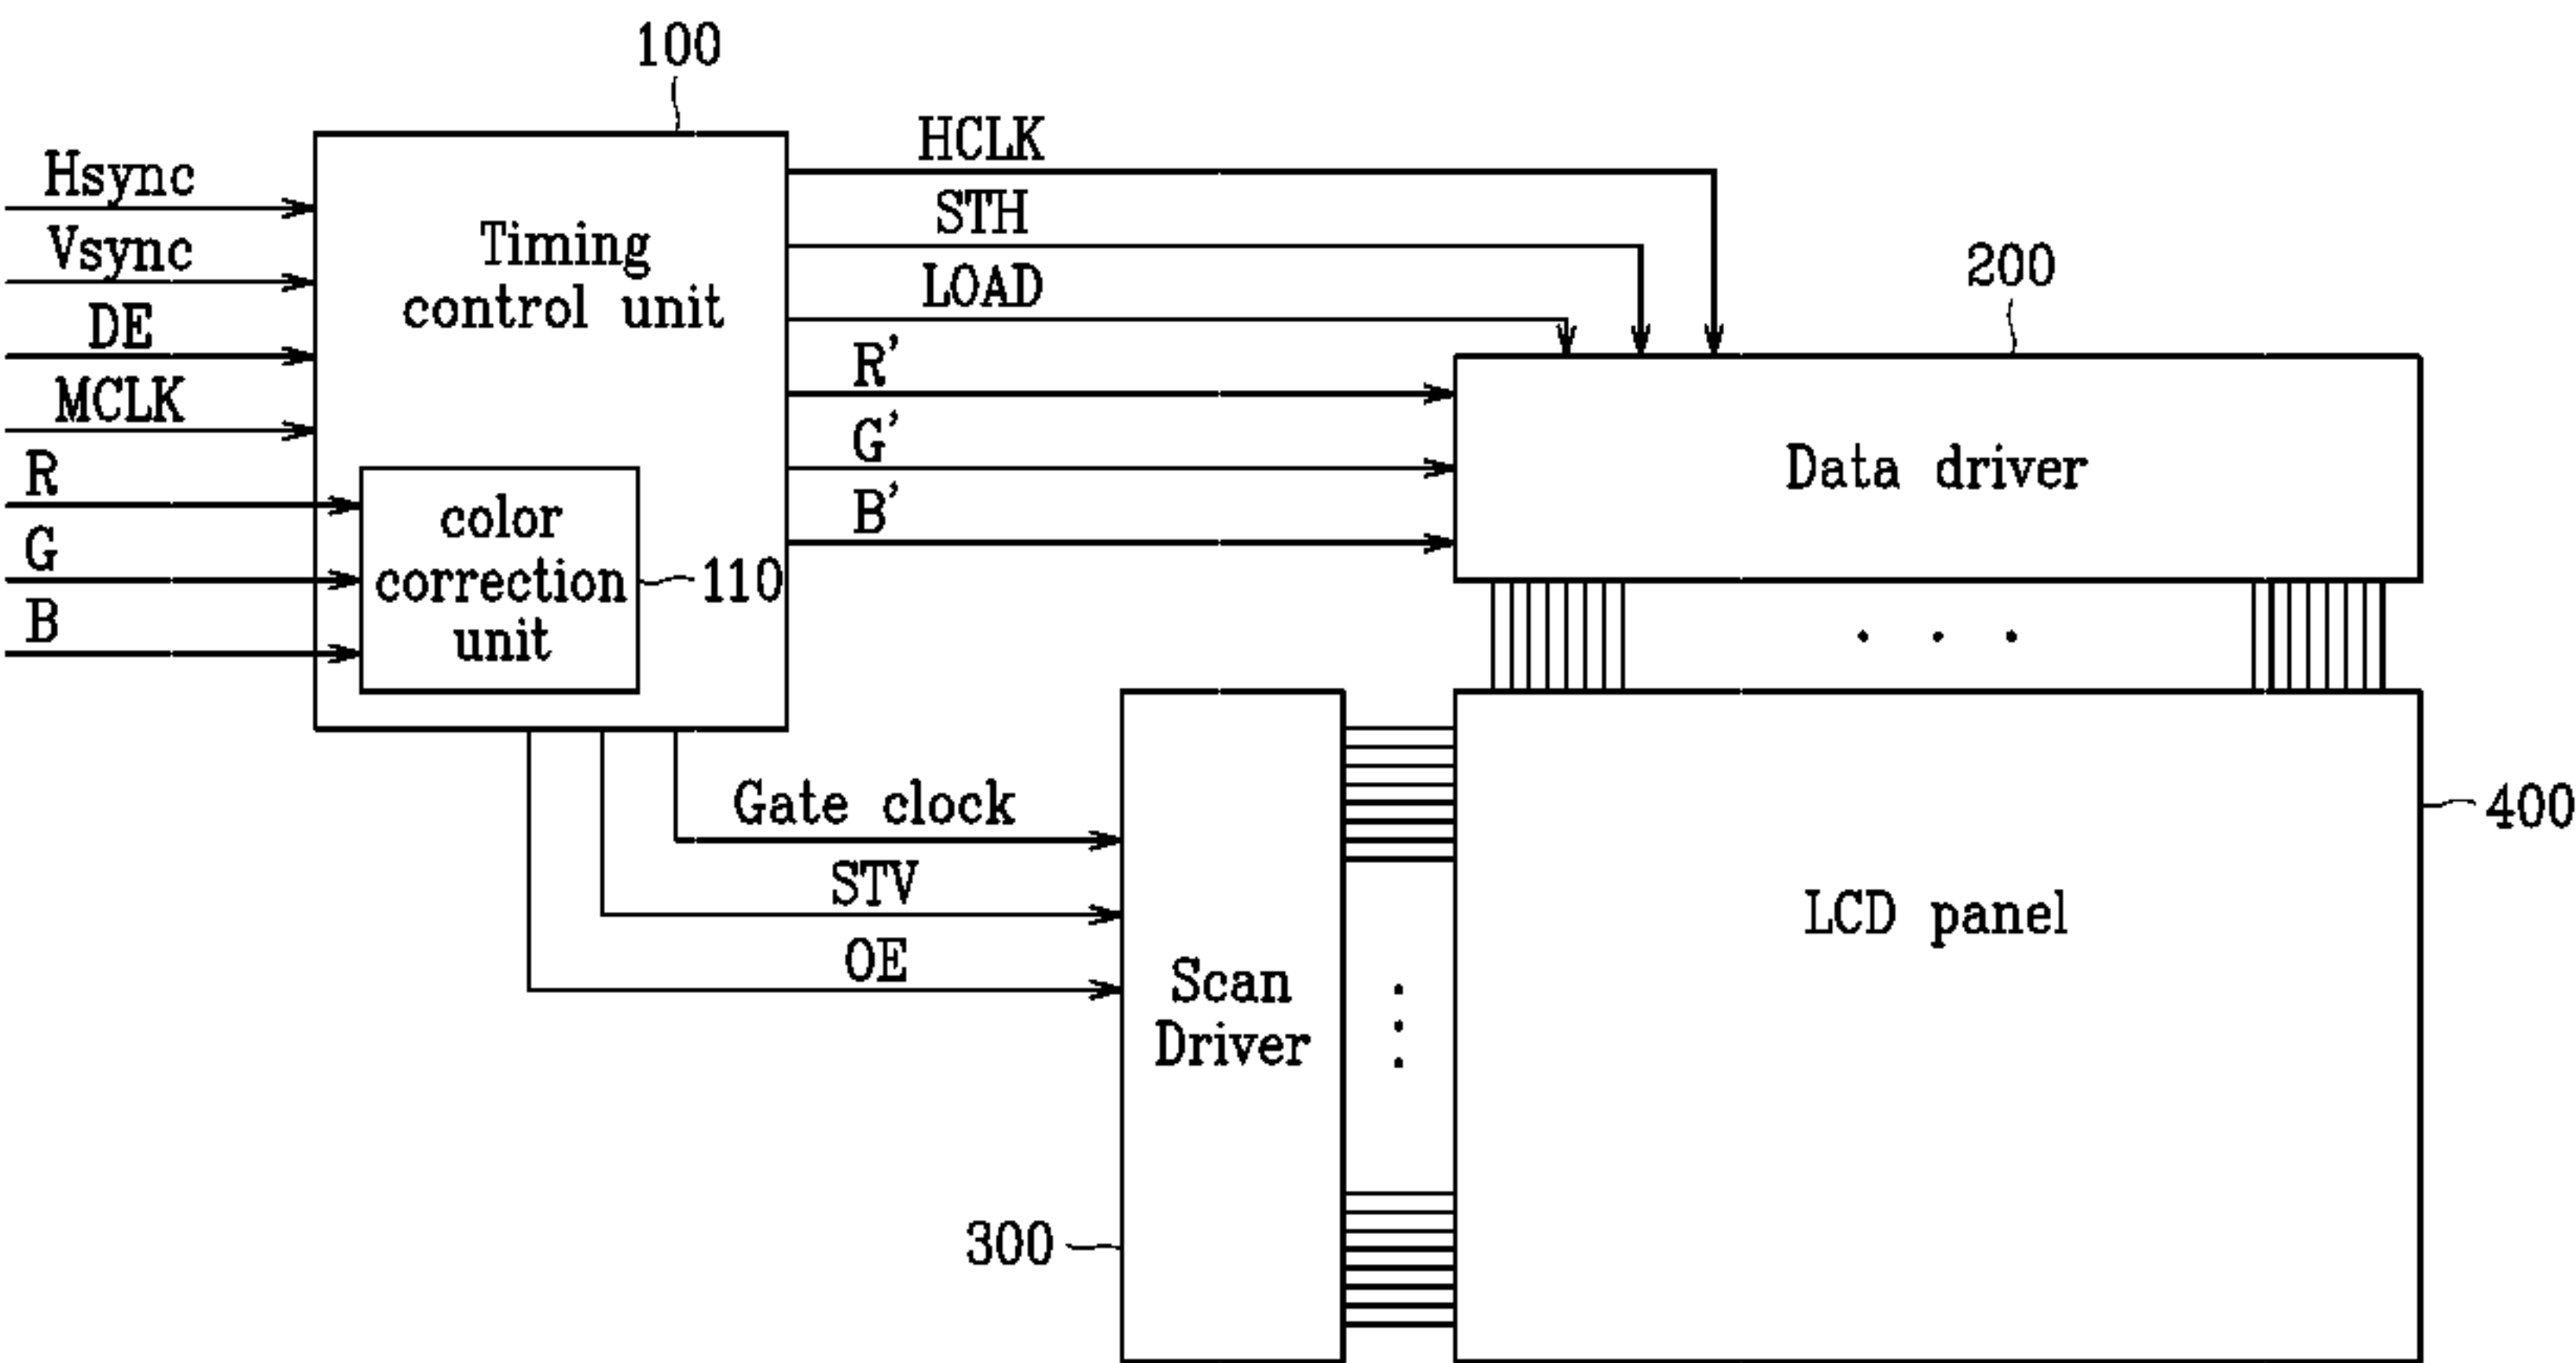 100
Hsync
Vsync
DE
MCLK
R
G
B
Timing
control unit
color
correction
unit
110
HCLK
STH
LOAD
R'
G'
B'
200
Data driver
Gate clock
STV
OE
Scan
Driver
300
LCD panel
400